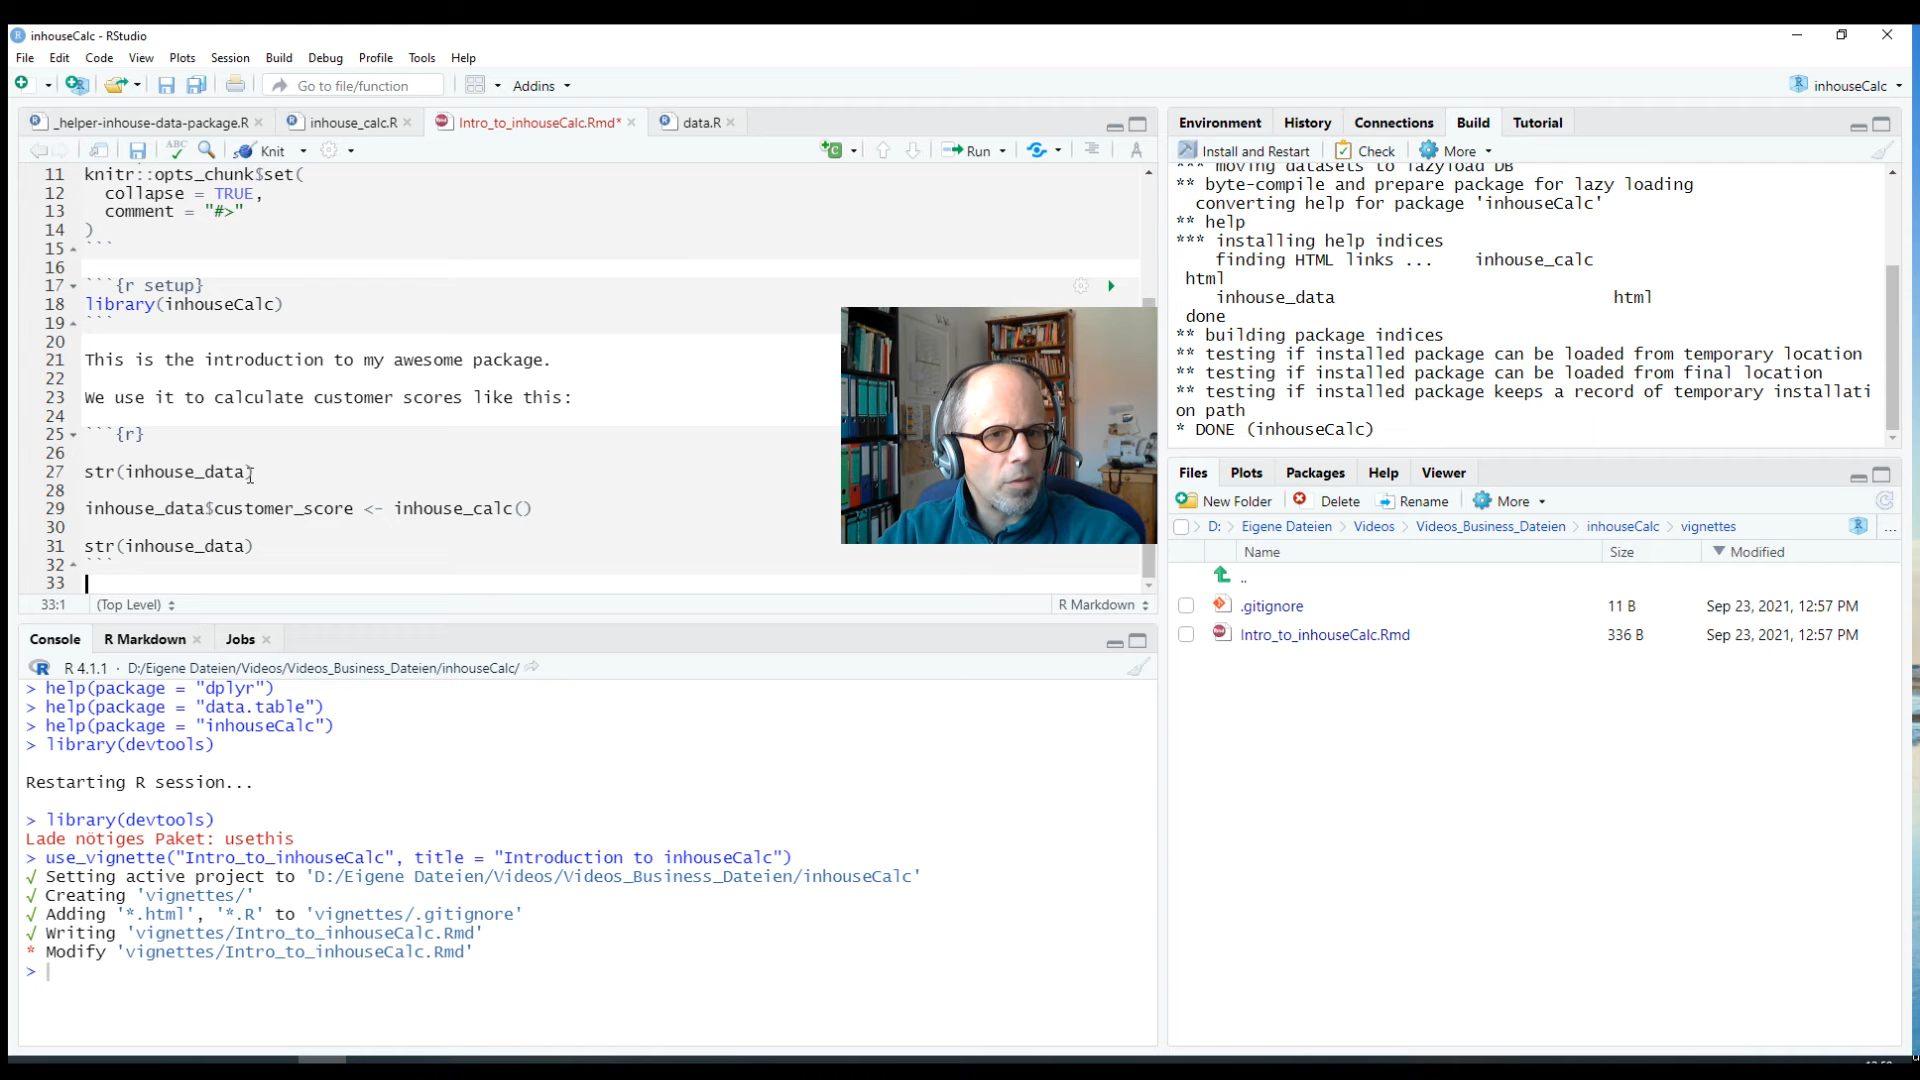 inhouseCalc - RStudio
File Edit Code View Plots Session Build Debug Profile Tools Help
Go to file/function Addins inhouseCalc
_helper-inhouse-data-package.R inhouse_calc.R Intro_to_inhouseCalc.Rmd* data.R
ABC Knit Run
11 knitr::opts_chunk$set(
12 collapse = TRUE,
13 comment = "#>"
14 )
15 ```
16
17 ```{r setup}
18 library(inhouseCalc)
19 ```
20
21 This is the introduction to my awesome package.
22
23 We use it to calculate customer scores like this:
24
25 ```{r}
26
27 str(inhouse_data)
28
29 inhouse_data$customer_score <- inhouse_calc()
30
31 str(inhouse_data)
32 ```
33
33:1 (Top Level) R Markdown
Console R Markdown Jobs
R 4.1.1 · D:/Eigene Dateien/Videos/Videos_Business_Dateien/inhouseCalc/
> help(package = "dplyr")
> help(package = "data.table")
> help(package = "inhouseCalc")
> library(devtools)
Restarting R session...
> library(devtools)
Lade nötiges Paket: usethis
> use_vignette("Intro_to_inhouseCalc", title = "Introduction to inhouseCalc")
√ Setting active project to 'D:/Eigene Dateien/Videos/Videos_Business_Dateien/inhouseCalc'
√ Creating 'vignettes/'
√ Adding '*.html', '*.R' to 'vignettes/.gitignore'
√ Writing 'vignettes/Intro_to_inhouseCalc.Rmd'
* Modify 'vignettes/Intro_to_inhouseCalc.Rmd'
>
Environment History Connections Build Tutorial
Install and Restart Check More
*** moving datasets to lazyload DB
** byte-compile and prepare package for lazy loading
converting help for package 'inhouseCalc'
** help
*** installing help indices
finding HTML links ... inhouse_calc
html
inhouse_data html
done
** building package indices
** testing if installed package can be loaded from temporary location
** testing if installed package can be loaded from final location
** testing if installed package keeps a record of temporary installati
on path
* DONE (inhouseCalc)
Files Plots Packages Help Viewer
New Folder Delete Rename More
D: Eigene Dateien Videos Videos_Business_Dateien inhouseCalc vignettes ...
Name Size Modified
..
.gitignore 11 B Sep 23, 2021, 12:57 PM
Intro_to_inhouseCalc.Rmd 336 B Sep 23, 2021, 12:57 PM